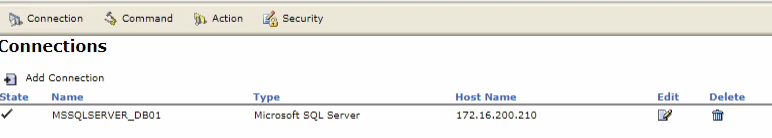 Connection Command Action Security
Connections
Add Connection
State Name Type Host Name Edit Delete
MSSQLSERVER_DB01 Microsoft SQL Server 172.16.200.210